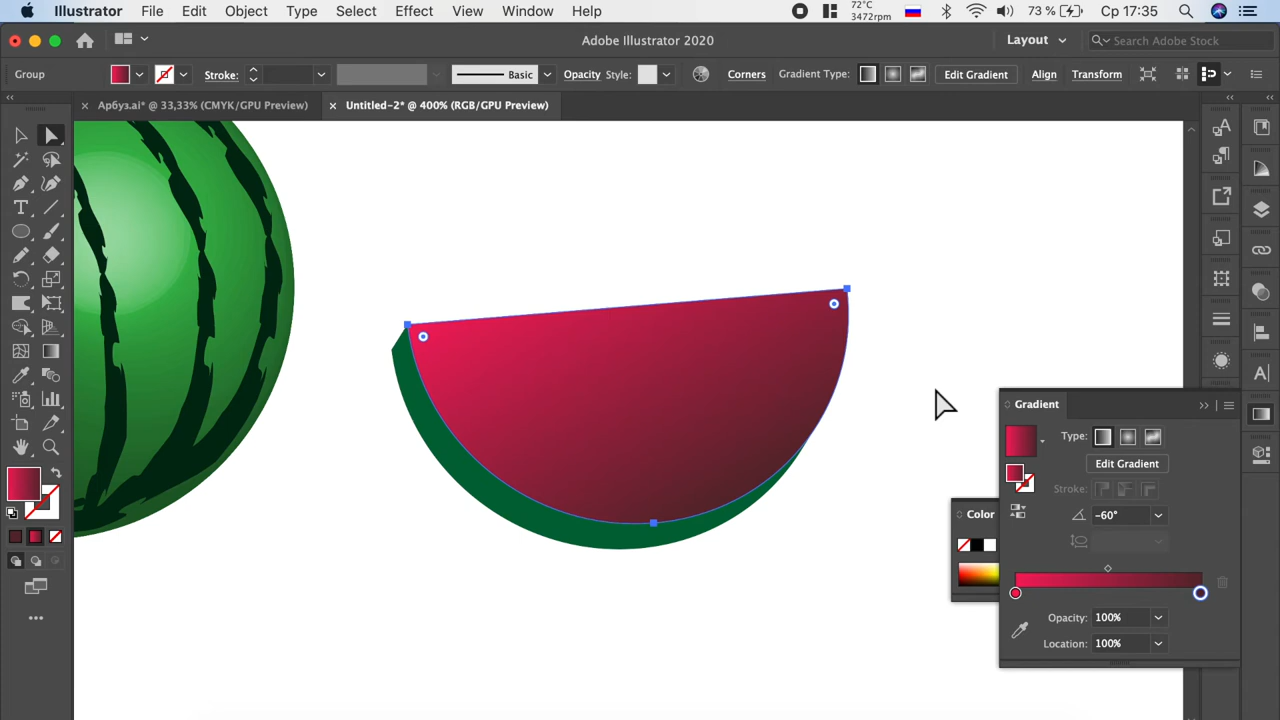 Illustrator File Edit Object Type Select Effect View Window Help 72°C 3472rpm 73 % Ср 17:35
Adobe Illustrator 2020 Layout Search Adobe Stock
Group Stroke: Basic Opacity Style: Corners Gradient Type: Edit Gradient Align Transform
× Арбуз.ai* @ 33,33% (CMYK/GPU Preview) × Untitled-2* @ 400% (RGB/GPU Preview)
Gradient
Type:
Edit Gradient
Stroke:
Color
-60°
Opacity: 100%
Location: 100%